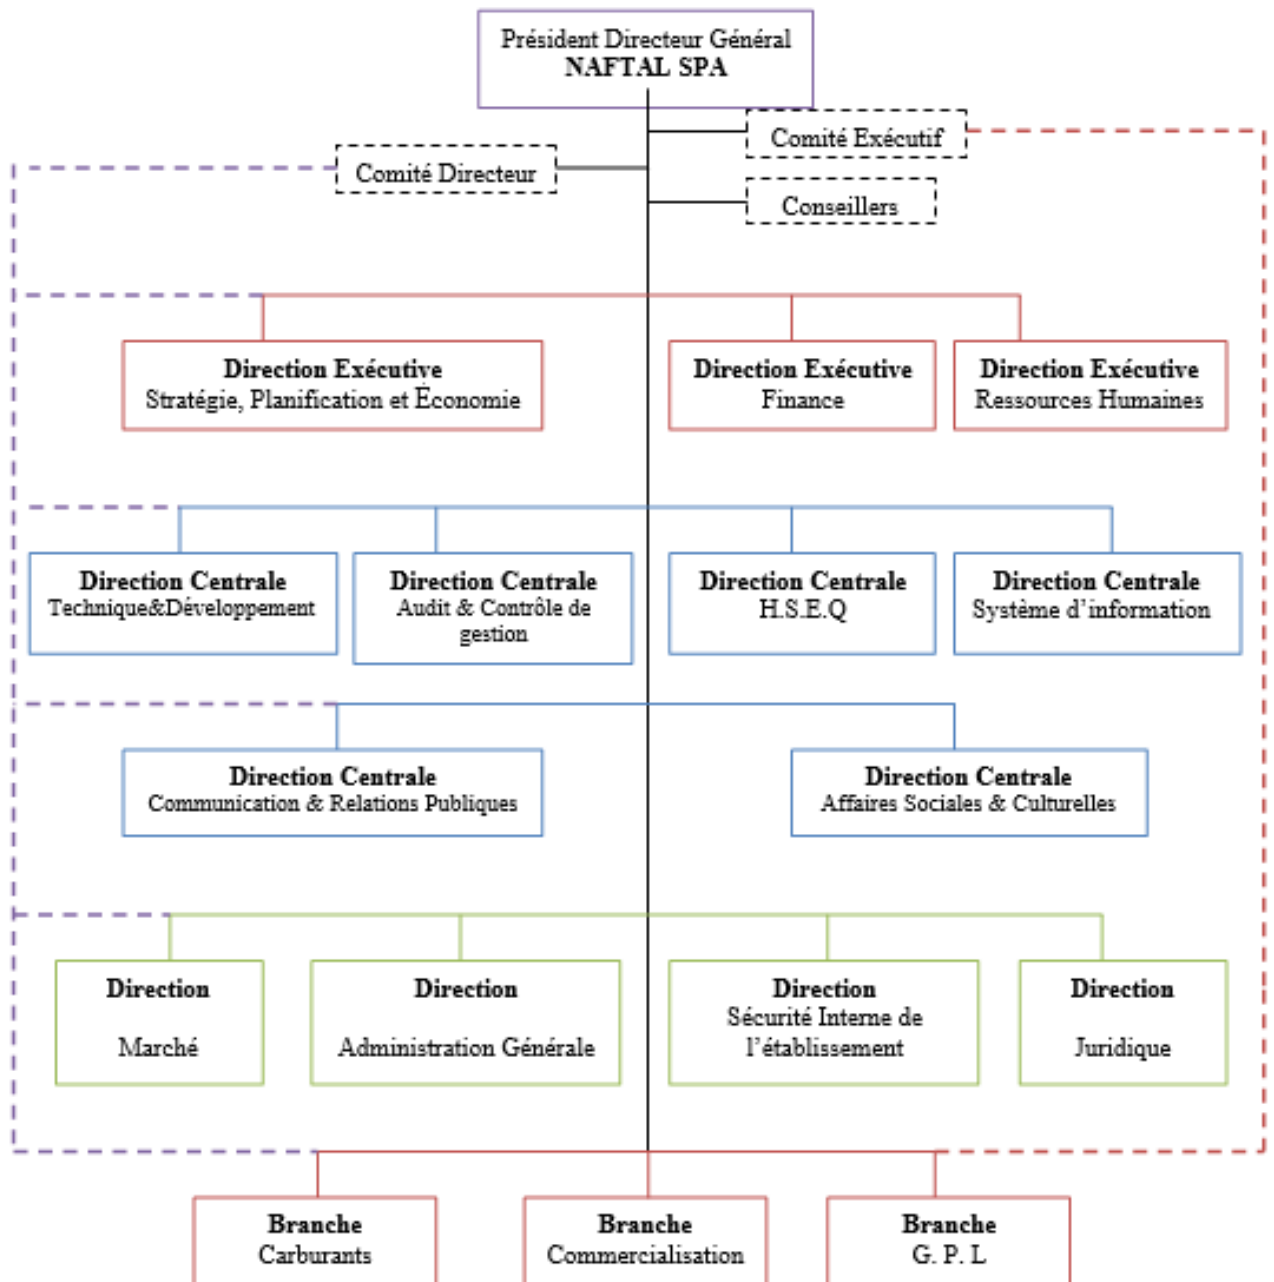 Président Directeur Général
NAFTAL SPA
Comité Exécutif
Comité Directeur
Conseillers
Direction Exécutive
Stratégie, Planification et Économie
Direction Exécutive
Finance
Direction Exécutive
Ressources Humaines
Direction Centrale
Technique&Développement
Direction Centrale
Audit & Contrôle de
gestion
Direction Centrale
H.S.E.Q
Direction Centrale
Système d’information
Direction Centrale
Communication & Relations Publiques
Direction Centrale
Affaires Sociales & Culturelles
Direction
Marché
Direction
Administration Générale
Direction
Sécurité Interne de
l’établissement
Direction
Juridique
Branche
Carburants
Branche
Commercialisation
Branche
G. P. L